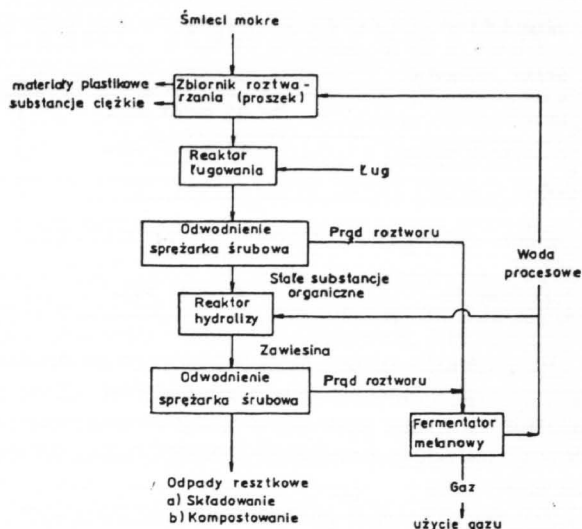 Śmieci mokre
materiały plastikowe
substancje ciężkie
Zbiornik roztwa-
rzania (proszek)
Reaktor
ługowania
Ług
Odwodnienie
sprężarka śrubowa
Prąd roztworu
Woda
procesowe
Stałe substancje
organiczne
Reaktor
hydrolizy
Zawiesina
Odwodnienie
sprężarka śrubowa
Prąd roztworu
Fermentator
metanowy
Odpady resztkowe
a) Składowanie
b) Kompostowanie
Gaz
użycie gazu